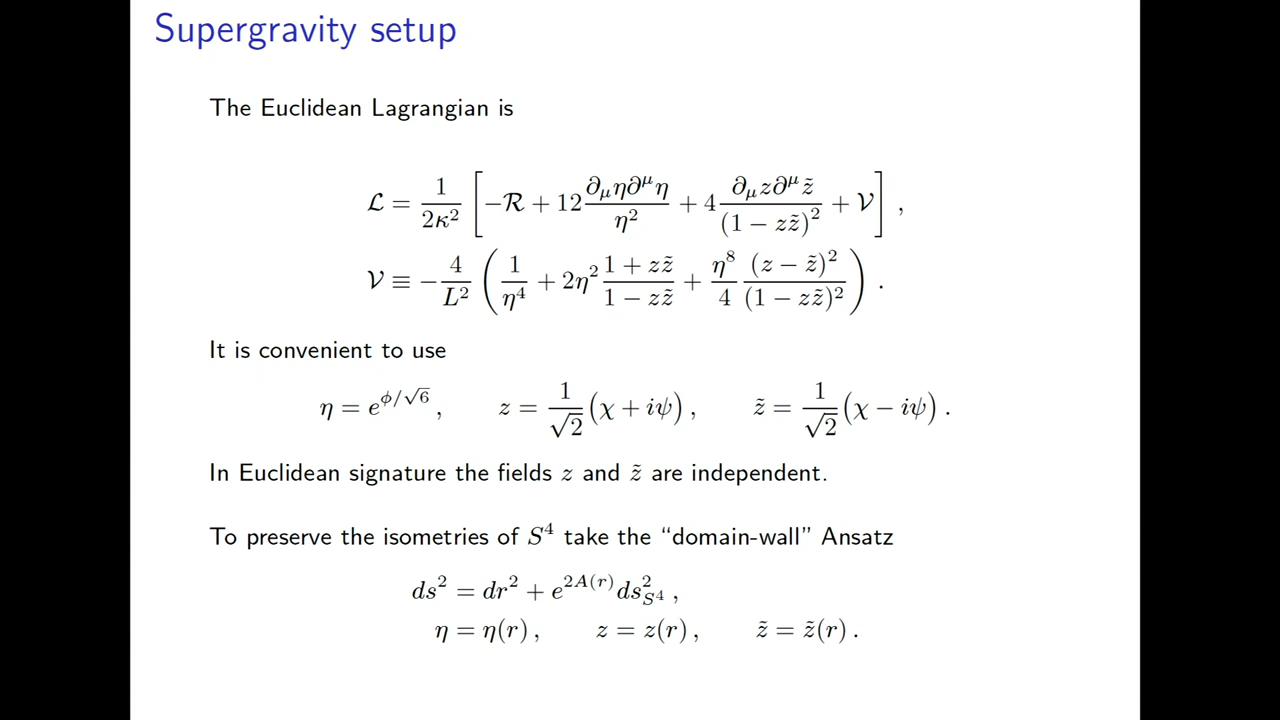 Supergravity setup
The Euclidean Lagrangian is
$\mathcal{L} = \frac{1}{2\kappa^2} \left[ -\mathcal{R} + 12 \frac{\partial_\mu \eta \partial^\mu \eta}{\eta^2} + 4 \frac{\partial_\mu z \partial^\mu \tilde{z}}{(1 - z\tilde{z})^2} + \mathcal{V} \right] ,$
$\mathcal{V} \equiv -\frac{4}{L^2} \left( \frac{1}{\eta^4} + 2\eta^2 \frac{1 + z\tilde{z}}{1 - z\tilde{z}} + \frac{\eta^8}{4} \frac{(z - \tilde{z})^2}{(1 - z\tilde{z})^2} \right) .$
It is convenient to use
$\eta = e^{\phi/\sqrt{6}} , \quad z = \frac{1}{\sqrt{2}} (\chi + i\psi) , \quad \tilde{z} = \frac{1}{\sqrt{2}} (\chi - i\psi) .$
In Euclidean signature the fields $z$ and $\tilde{z}$ are independent.
To preserve the isometries of $S^4$ take the “domain-wall” Ansatz
$ds^2 = dr^2 + e^{2A(r)} ds^2_{S^4} ,$
$\eta = \eta(r) , \quad z = z(r) , \quad \tilde{z} = \tilde{z}(r) .$